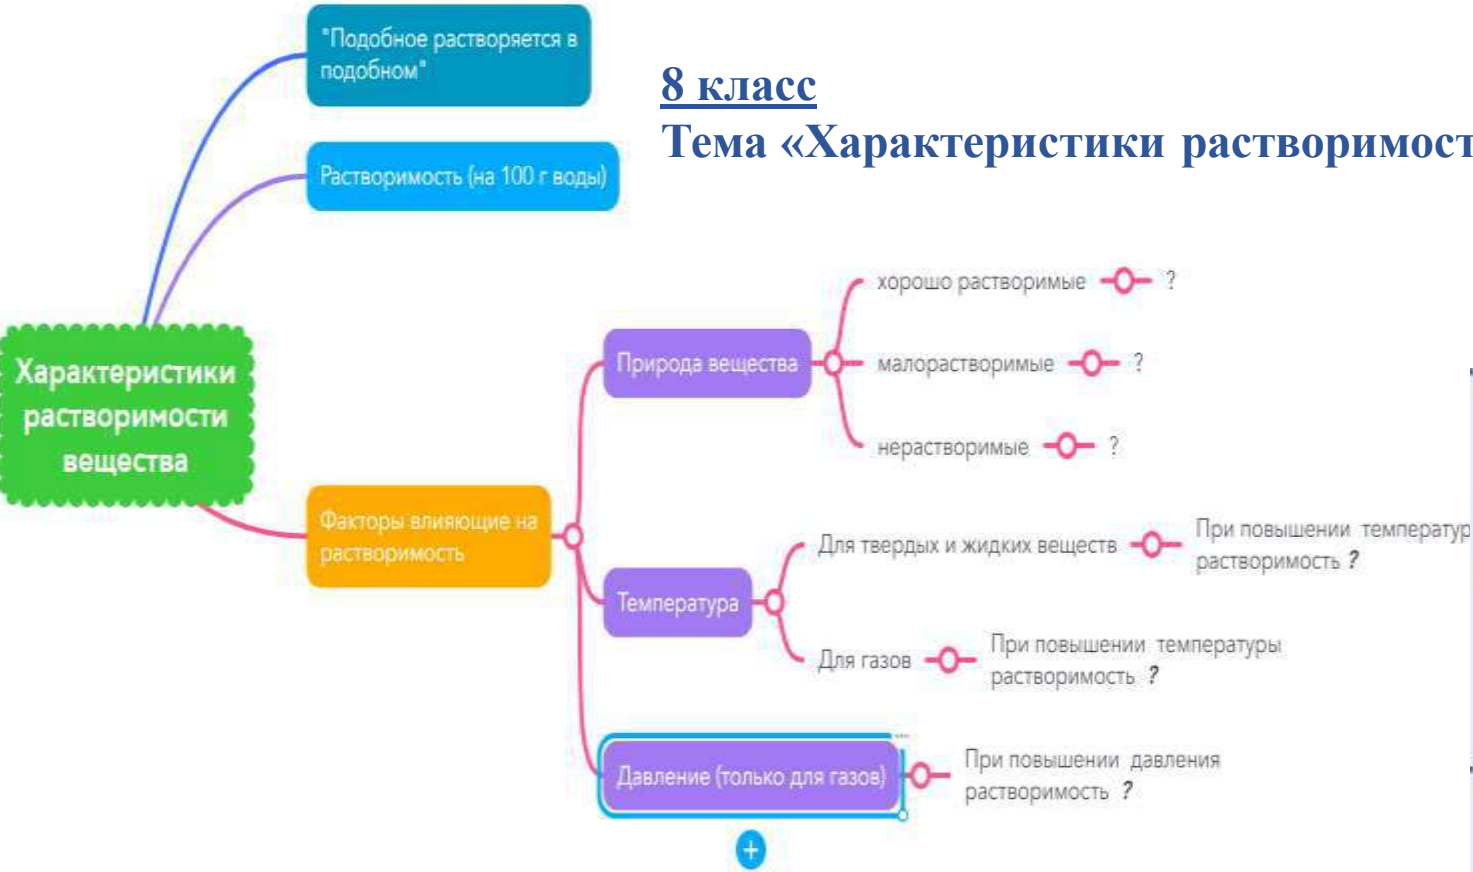 "Подобное растворяется в
подобном"
8 класс
Тема «Характеристики растворимост
Растворимость (на 100 г воды)
Характеристики
растворимости
вещества
Факторы влияющие на
растворимость
Природа вещества
хорошо растворимые ?
малорастворимые ?
нерастворимые ?
Температура
Для твердых и жидких веществ
При повышении температур
растворимость ?
Для газов
При повышении температуры
растворимость ?
Давление (только для газов)
При повышении давления
растворимость ?
+